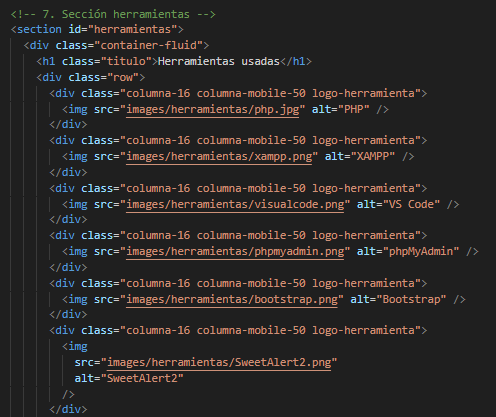 <!-- 7. Sección herramientas -->
<section id="herramientas">
<div class="container-fluid">
<h1 class="titulo">Herramientas usadas</h1>
<div class="row">
<div class="columna-16 columna-mobile-50 logo-herramienta">
<img src="images/herramientas/php.jpg" alt="PHP" />
</div>
<div class="columna-16 columna-mobile-50 logo-herramienta">
<img src="images/herramientas/xampp.png" alt="XAMPP" />
</div>
<div class="columna-16 columna-mobile-50 logo-herramienta">
<img src="images/herramientas/visualcode.png" alt="VS Code" />
</div>
<div class="columna-16 columna-mobile-50 logo-herramienta">
<img src="images/herramientas/phpmyadmin.png" alt="phpMyAdmin" />
</div>
<div class="columna-16 columna-mobile-50 logo-herramienta">
<img src="images/herramientas/bootstrap.png" alt="Bootstrap" />
</div>
<div class="columna-16 columna-mobile-50 logo-herramienta">
<img
src="images/herramientas/SweetAlert2.png"
alt="SweetAlert2"
/>
</div>